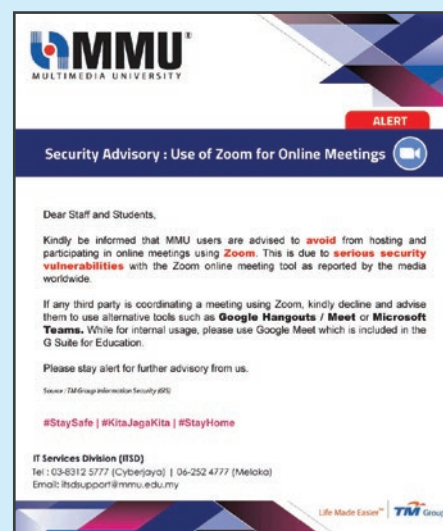 MMU®
MULTIMEDIA UNIVERSITY
ALERT
Security Advisory : Use of Zoom for Online Meetings
Dear Staff and Students,
Kindly be informed that MMU users are advised to avoid from hosting and
participating in online meetings using Zoom. This is due to serious security
vulnerabilities with the Zoom online meeting tool as reported by the media
worldwide.
If any third party is coordinating a meeting using Zoom, kindly decline and advise
them to use alternative tools such as Google Hangouts / Meet or Microsoft
Teams. While for internal usage, please use Google Meet which is included in the
G Suite for Education.
Please stay alert for further advisory from us.
Source : TM Group Information Security (GIS)
#StaySafe | #KitaJagaKita | #StayHome
IT Services Division (ITSD)
Tel : 03-8312 5777 (Cyberjaya) | 06-252 4777 (Melaka)
Email: itsdsupport@mmu.edu.my
Life Made Easier™ TM Group